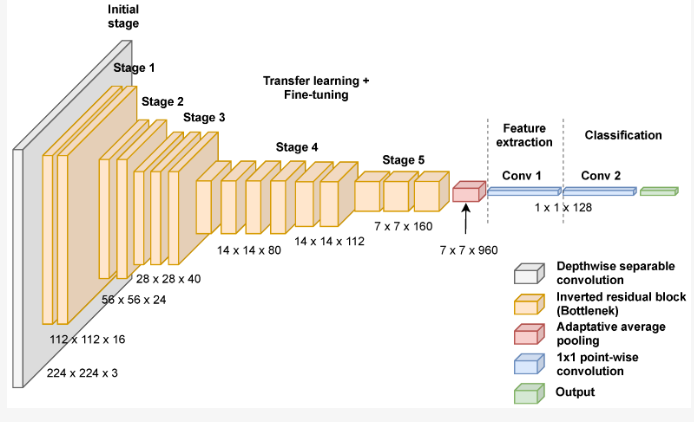 Initial
stage
Stage 1
Stage 2
Stage 3
Transfer learning +
Fine-tuning
Stage 4
Stage 5
Feature
extraction
Classification
Conv 1
Conv 2
1 x 1 x 128
7 x 7 x 160
7 x 7 x 960
14 x 14 x 112
14 x 14 x 80
28 x 28 x 40
56 x 56 x 24
112 x 112 x 16
224 x 224 x 3
Depthwise separable
convolution
Inverted residual block
(Bottlenek)
Adaptative average
pooling
1x1 point-wise
convolution
Output